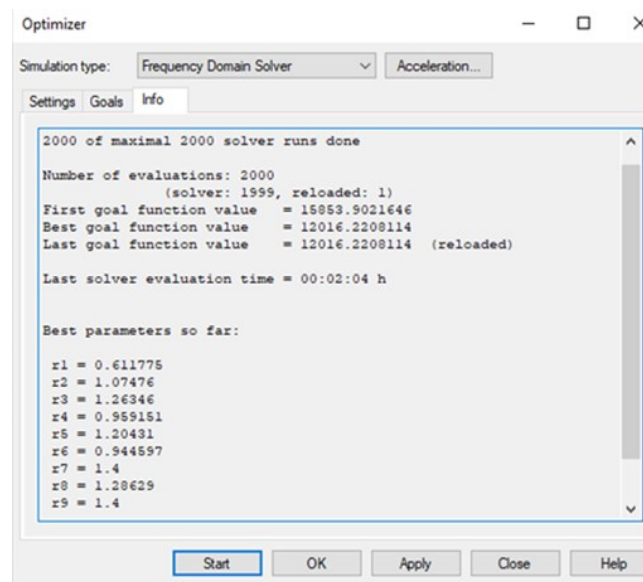 Optimizer
Simulation type: Frequency Domain Solver Acceleration...
Settings Goals Info
2000 of maximal 2000 solver runs done
Number of evaluations: 2000
(solver: 1999, reloaded: 1)
First goal function value = 15853.9021646
Best goal function value = 12016.2208114
Last goal function value = 12016.2208114 (reloaded)
Last solver evaluation time = 00:02:04 h
Best parameters so far:
r1 = 0.611775
r2 = 1.07476
r3 = 1.26346
r4 = 0.959151
r5 = 1.20431
r6 = 0.944597
r7 = 1.4
r8 = 1.28629
r9 = 1.4
Start OK Apply Close Help